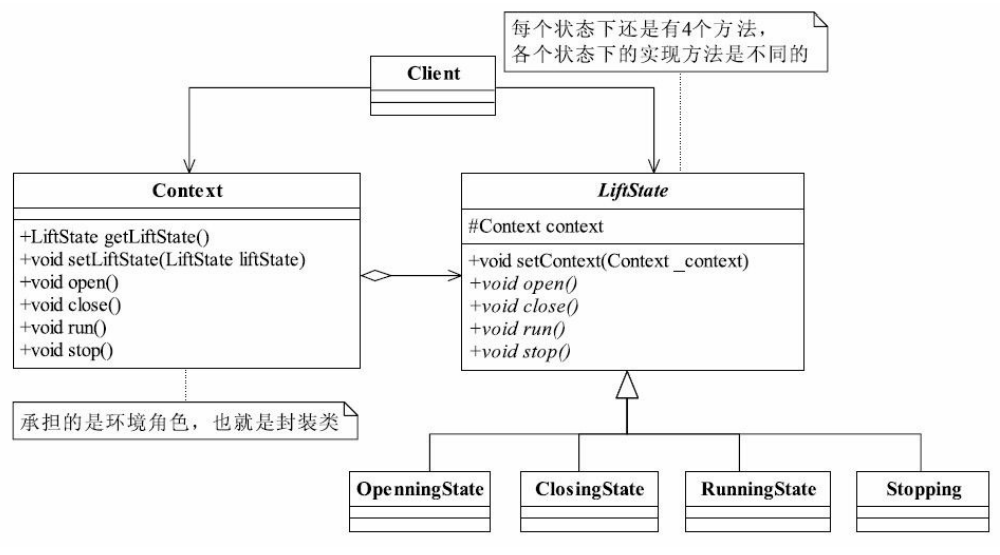 每个状态下还是有4个方法,
各个状态下的实现方法是不同的
Client
Context
+LiftState getLiftState()
+void setLiftState(LiftState liftState)
+void open()
+void close()
+void run()
+void stop()
LiftState
#Context context
+void setContext(Context _context)
+void open()
+void close()
+void run()
+void stop()
承担的是环境角色,也就是封装类
OpenningState
ClosingState
RunningState
Stopping